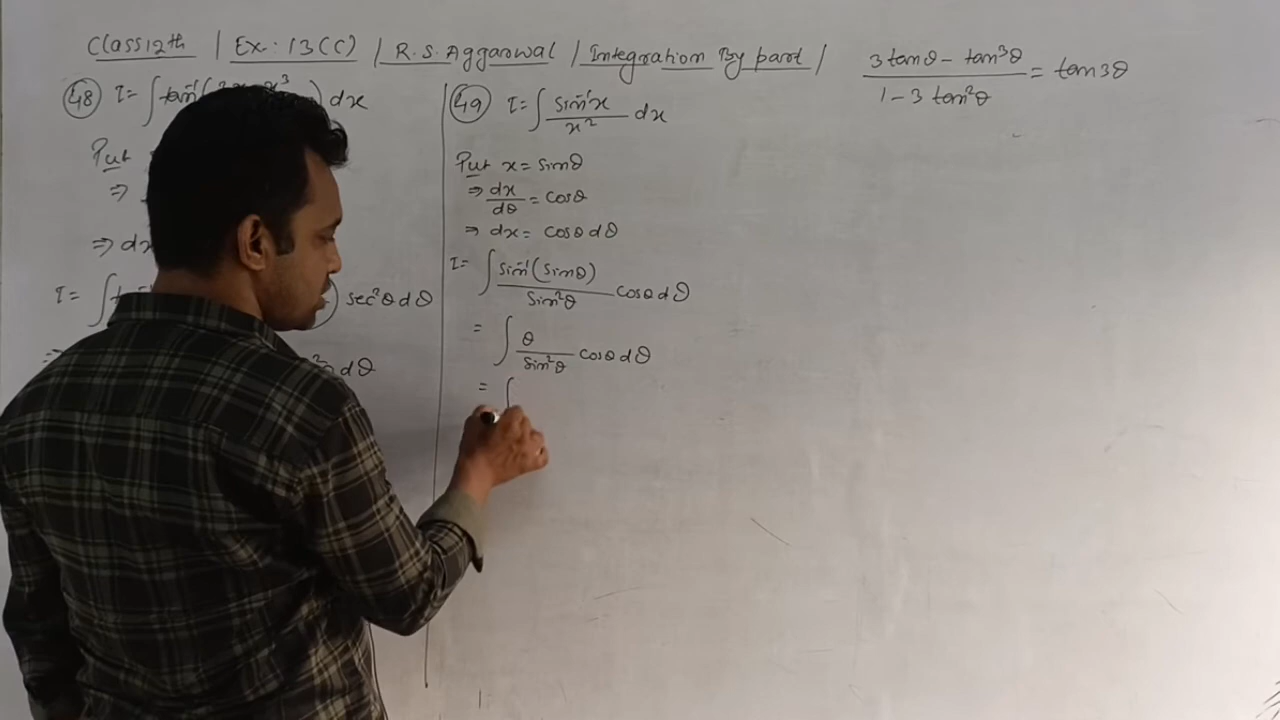 Class 12th / Ex.: 13(C) / R.S. Aggarwal / Integration By part /
3 tanθ − tan³θ / 1 − 3 tan²θ = tan3θ
48 I = ∫ tan⁻¹( x³ ) dx
Put
⇒
⇒ dx
I = ∫ ) sec²θ dθ
dθ
49 I = ∫ sin⁻¹x / x² dx
Put x = sinθ
⇒ dx/dθ = cosθ
⇒ dx = cosθ dθ
I = ∫ sin⁻¹(sinθ) / sin²θ cosθ dθ
= ∫ θ / sin²θ cosθ dθ
= ∫